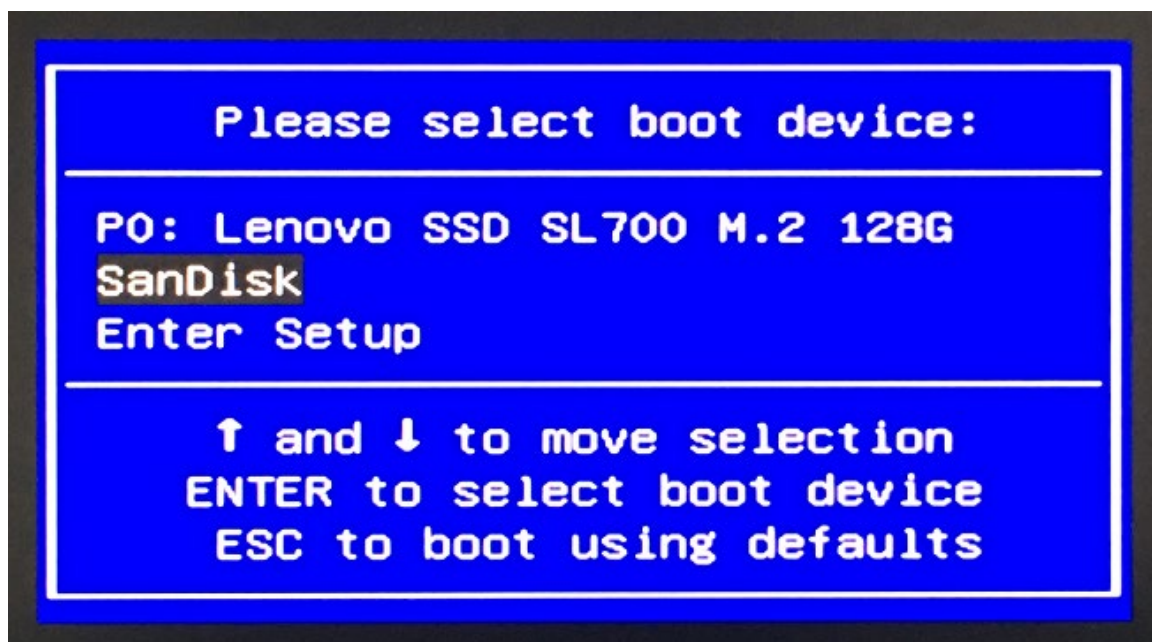 Please select boot device:
P0: Lenovo SSD SL700 M.2 128G
SanDisk
Enter Setup
↑ and ↓ to move selection
ENTER to select boot device
ESC to boot using defaults